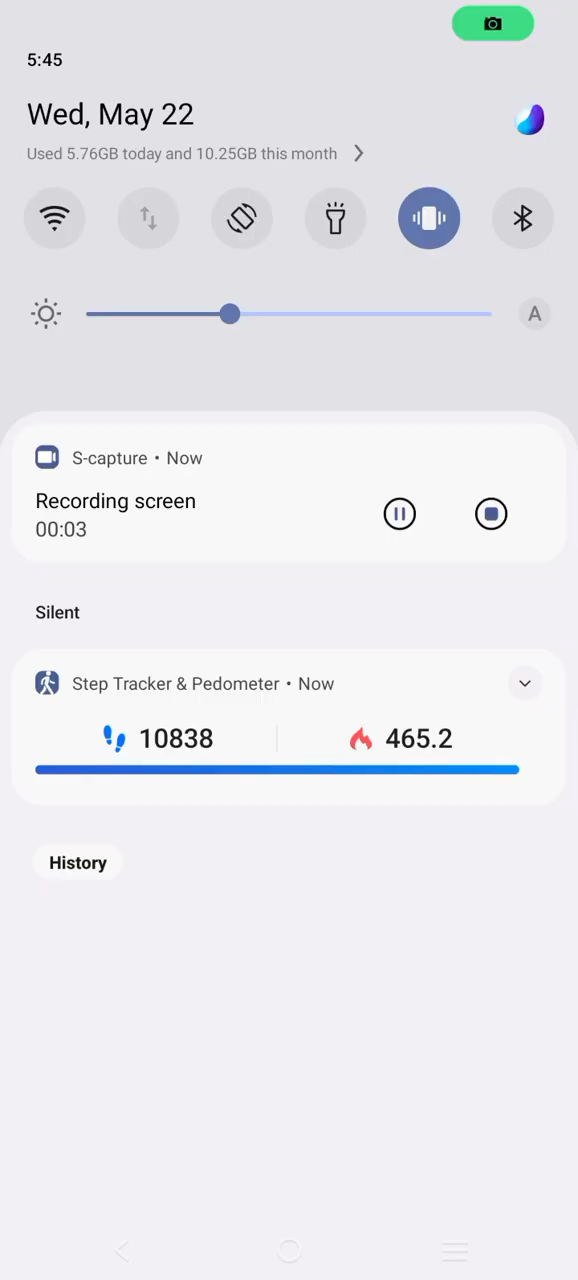 5:45
Wed, May 22
Used 5.76GB today and 10.25GB this month
A
S-capture • Now
Recording screen
00:03
Silent
Step Tracker & Pedometer • Now
10838 465.2
History